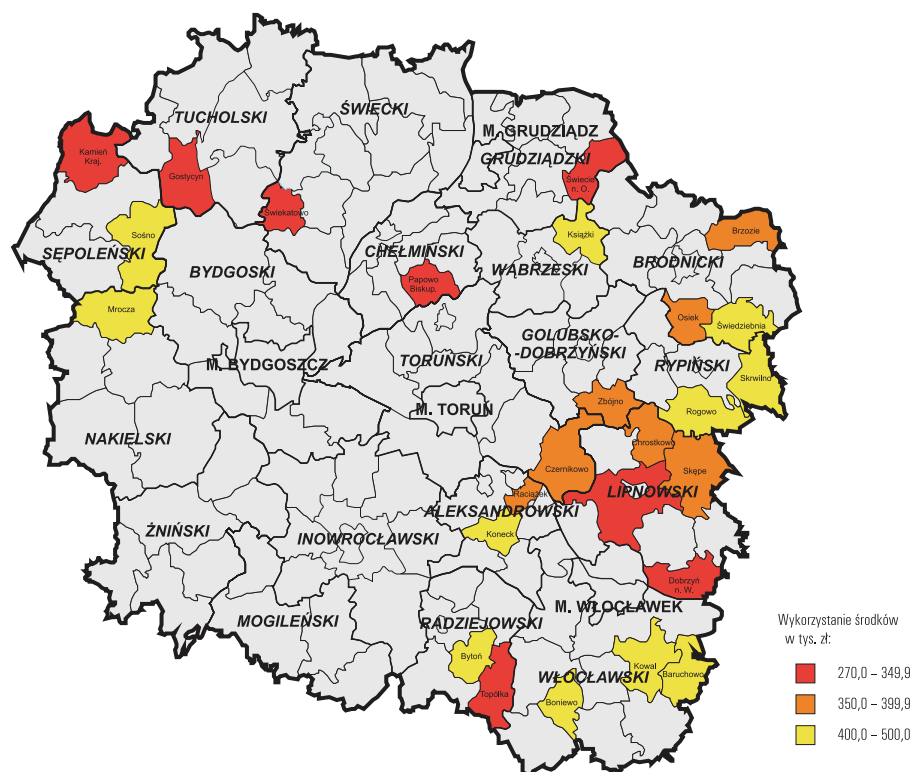 ŚWIECKI
TUCHOLSKI
M. GRUDZIĄDZ
Kamień
Kraj.
GRUDZIĄDZKI
Gostycyn
Świecie
n. O.
Świekatowo
Brzozie
Sośno
Książki
SĘPOLEŃSKI
BYDGOSKI
CHEŁMIŃSKI
WĄBRZESKI
BRODNICKI
Papowo
Biskup.
Mrocza
Osiek
Świedziebnia
GOLUBSKO-
-DOBRZYŃSKI
M. BYDGOSZCZ
TORUŃSKI
RYPIŃSKI
Skrwilno
Zbójno
M. TORUŃ
Rogowo
NAKIELSKI
Chrostkowo
Czernikowo
Skępe
Raciążek
LIPNOWSKI
ALEKSANDROWSKI
ŻNIŃSKI
Koneck
INOWROCŁAWSKI
Dobrzyń
n. W.
M. WŁOCŁAWEK
MOGILEŃSKI
RADZIEJOWSKI
Bytoń
Kowal
WŁOCŁAWSKI
Baruchowo
Topólka
Boniewo
Wykorzystanie środków
w tys. zł:
270,0 – 349,9
350,0 – 399,9
400,0 – 500,0